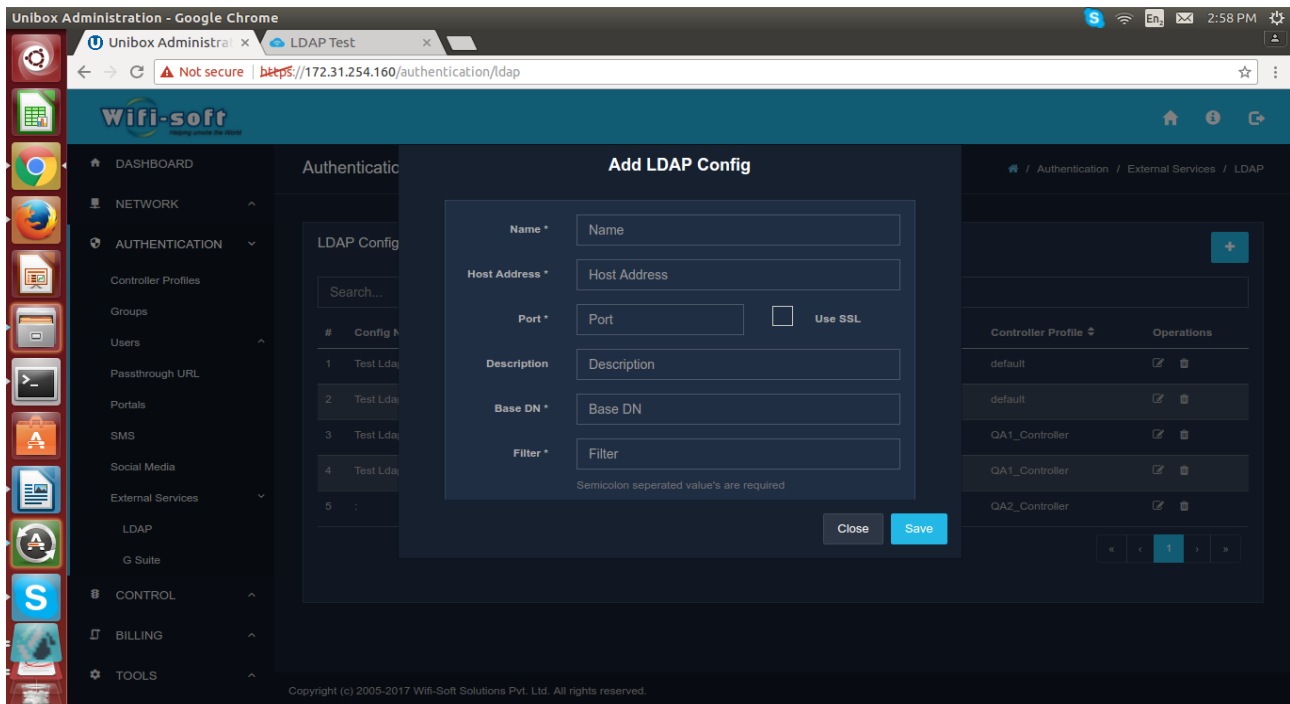 Unibox Administration - Google Chrome
S En2 2:58 PM
Unibox Administrat × LDAP Test ×
Not secure https://172.31.254.160/authentication/ldap
Wifi-soft
DASHBOARD
NETWORK
AUTHENTICATION
Controller Profiles
Groups
Users
Passthrough URL
Portals
SMS
Social Media
External Services
LDAP
G Suite
CONTROL
BILLING
TOOLS
Authenticatio
/ Authentication / External Services / LDAP
LDAP Config
+
Search...
# Config N Controller Profile Operations
1 Test Lda default
2 Test Lda default
3 Test Lda QA1_Controller
4 Test Lda QA1_Controller
5 : QA2_Controller
« ‹ 1 › »
Add LDAP Config
Name * Name
Host Address * Host Address
Port * Port Use SSL
Description Description
Base DN * Base DN
Filter * Filter
Semicolon seperated value's are required
Close Save
Copyright (c) 2005-2017 Wifi-Soft Solutions Pvt. Ltd. All rights reserved.